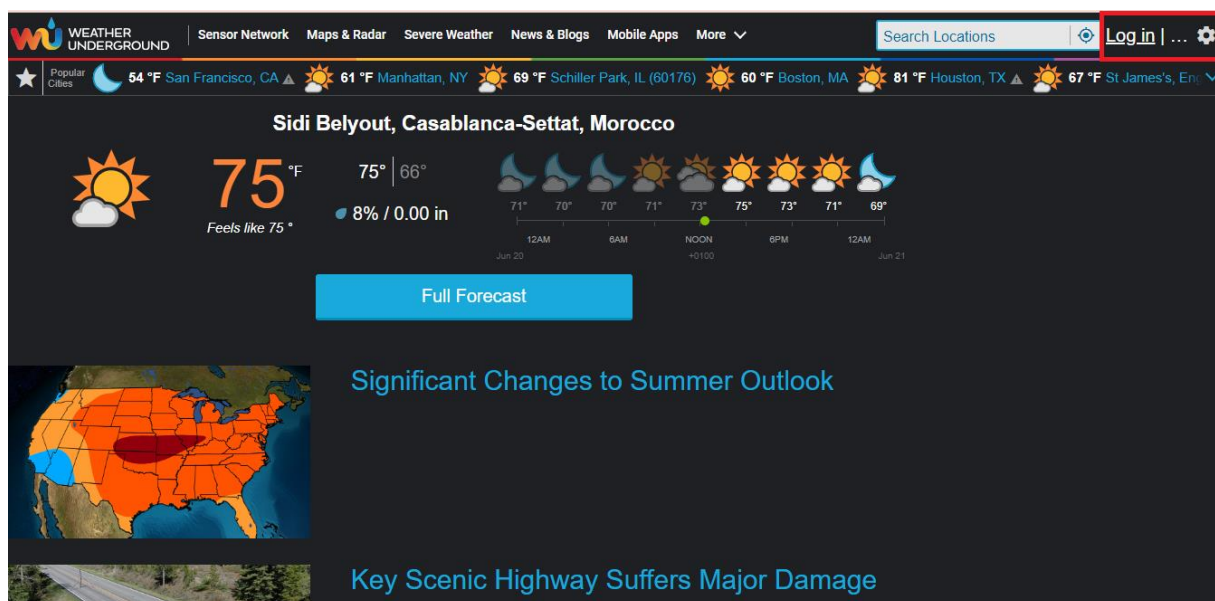 WEATHER UNDERGROUND
Sensor Network Maps & Radar Severe Weather News & Blogs Mobile Apps More
Search Locations
Log in | ...
Popular Cities
54 °F San Francisco, CA 61 °F Manhattan, NY 69 °F Schiller Park, IL (60176) 60 °F Boston, MA 81 °F Houston, TX 67 °F St James's, Eng
Sidi Belyout, Casablanca-Settat, Morocco
75 °F
Feels like 75 °
75° | 66°
8% / 0.00 in
71° 70° 70° 71° 73° 75° 73° 71° 69°
12AM 6AM NOON 6PM 12AM
Jun 20 +0100 Jun 21
Full Forecast
Significant Changes to Summer Outlook
Key Scenic Highway Suffers Major Damage